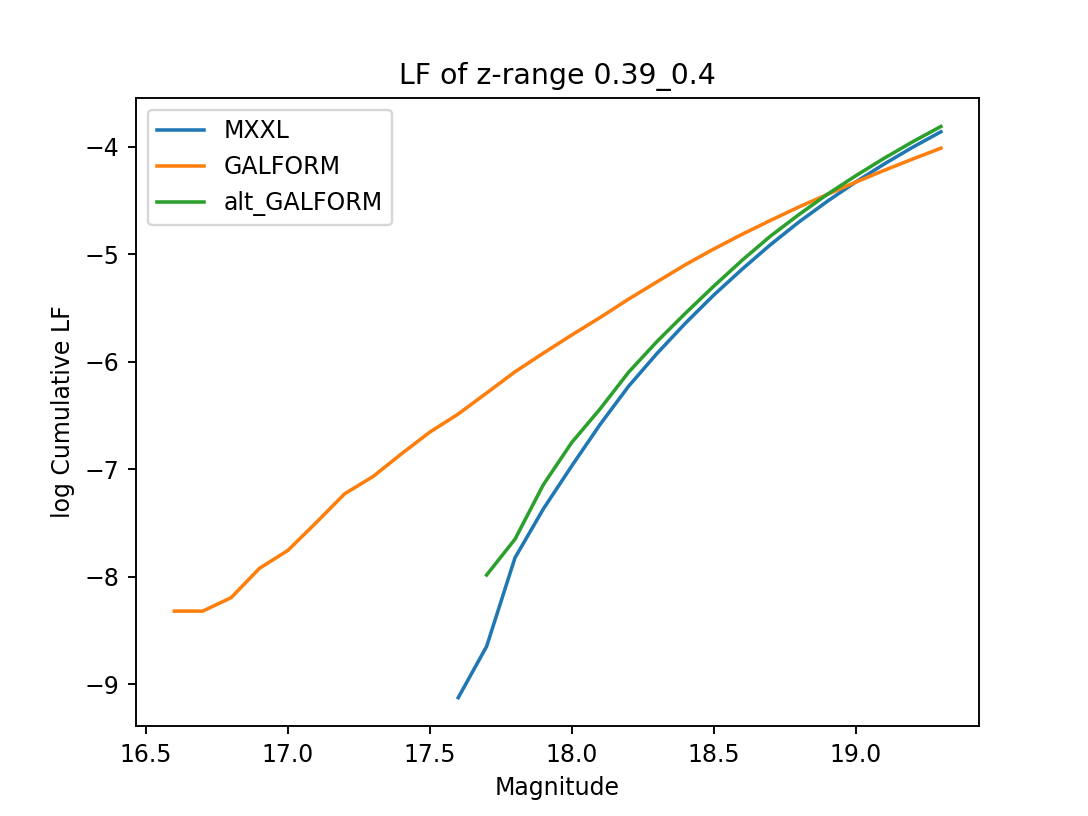 LF of z-range 0.39_0.4
MXXL
GALFORM
alt_GALFORM
log Cumulative LF
−4
−5
−6
−7
−8
−9
16.5 17.0 17.5 18.0 18.5 19.0
Magnitude